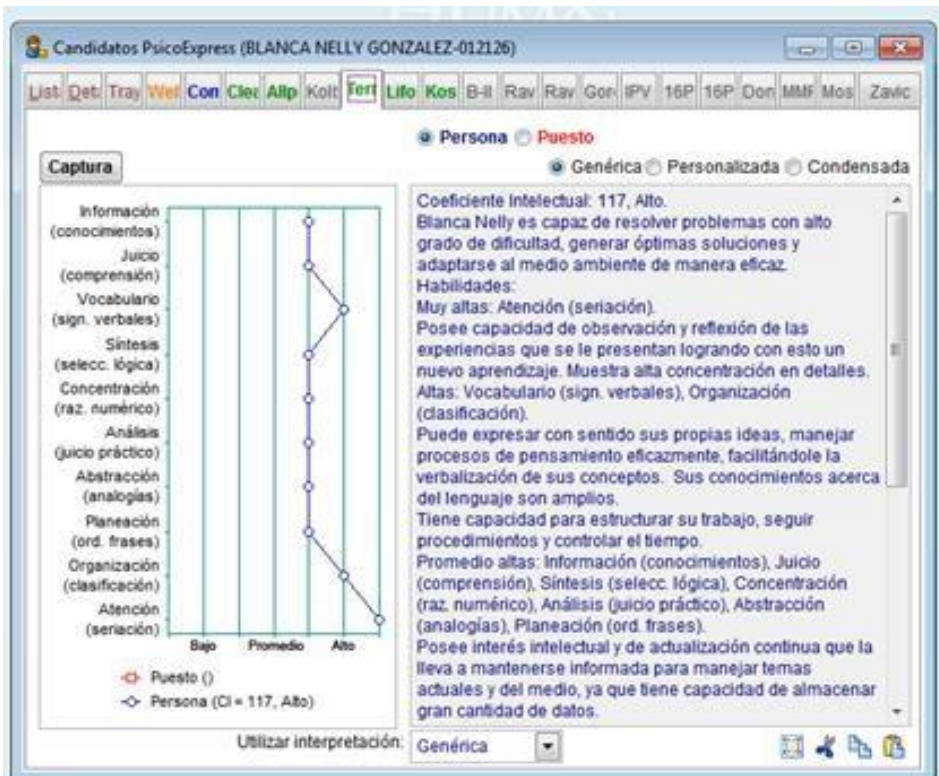 Candidatos PsicoExpress (BLANCA NELLY GONZALEZ-012126)
List Det Tray Con Clea Allp Kolt Ter Lifo Kos B-II Rav Rav Gor IPV 16P 16P Don MMF Mos Zavic
Persona Puesto
Captura
Genérica Personalizada Condensada
Información
(conocimientos)
Juicio
(comprensión)
Vocabulario
(sign. verbales)
Síntesis
(selecc. lógica)
Concentración
(raz. numérico)
Análisis
(juicio práctico)
Abstracción
(analogías)
Planeación
(ord. frases)
Organización
(clasificación)
Atención
(seriación)
Bajo Promedio Alto
Puesto ()
Persona (CI = 117, Alto)
Coeficiente Intelectual: 117, Alto.
Blanca Nelly es capaz de resolver problemas con alto
grado de dificultad, generar óptimas soluciones y
adaptarse al medio ambiente de manera eficaz.
Habilidades:
Muy altas: Atención (seriación).
Posee capacidad de observación y reflexión de las
experiencias que se le presentan logrando con esto un
nuevo aprendizaje. Muestra alta concentración en detalles.
Altas: Vocabulario (sign. verbales), Organización
(clasificación).
Puede expresar con sentido sus propias ideas, manejar
procesos de pensamiento eficazmente, facilitándole la
verbalización de sus conceptos. Sus conocimientos acerca
del lenguaje son amplios.
Tiene capacidad para estructurar su trabajo, seguir
procedimientos y controlar el tiempo.
Promedio altas: Información (conocimientos), Juicio
(comprensión), Síntesis (selecc. lógica), Concentración
(raz. numérico), Análisis (juicio práctico), Abstracción
(analogías), Planeación (ord. frases).
Posee interés intelectual y de actualización continua que la
lleva a mantenerse informada para manejar temas
actuales y del medio, ya que tiene capacidad de almacenar
gran cantidad de datos.
Utilizar interpretación: Genérica